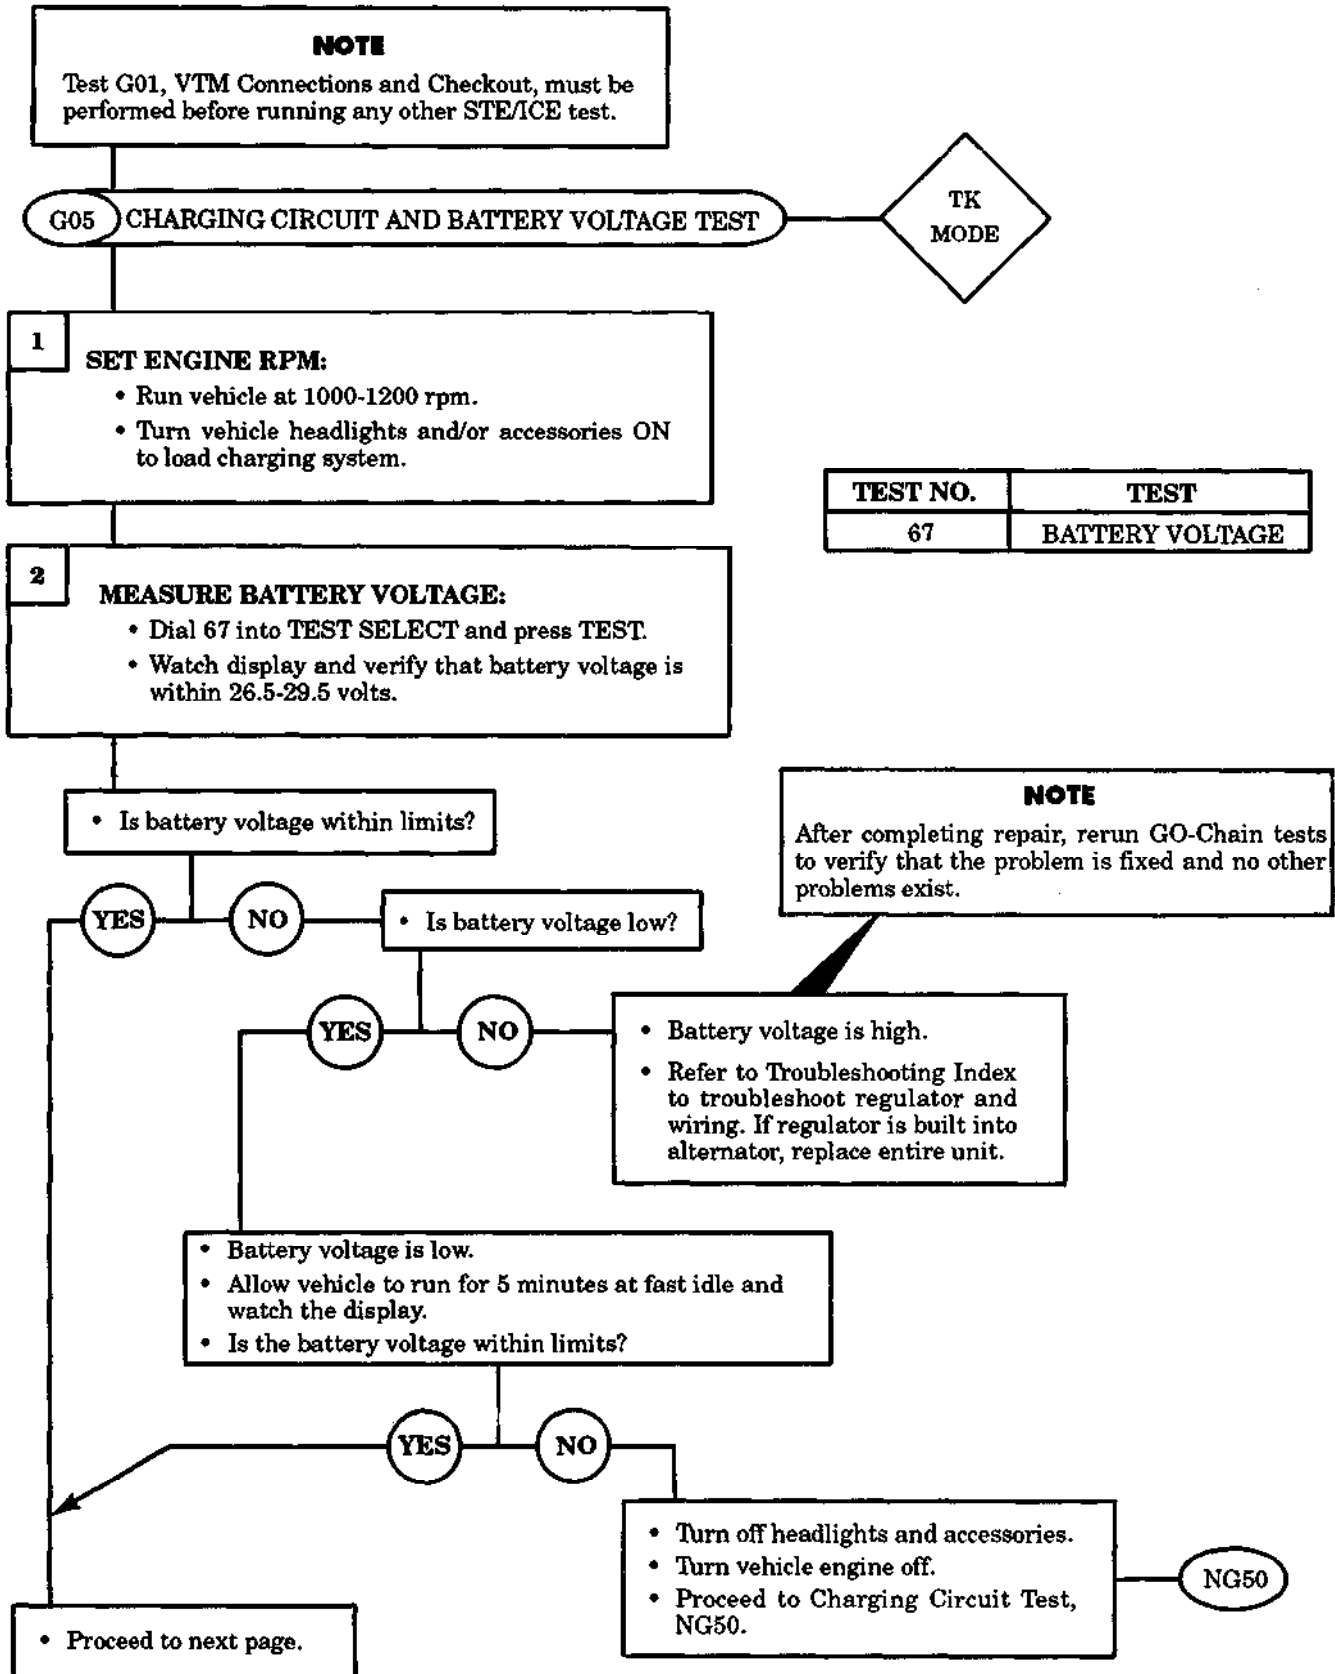 NOTE
Test G01, VTM Connections and Checkout, must be
performed before running any other STE/ICE test.
G05
CHARGING CIRCUIT AND BATTERY VOLTAGE TEST
TK
MODE
1
SET ENGINE RPM:
• Run vehicle at 1000-1200 rpm.
• Turn vehicle headlights and/or accessories ON
to load charging system.
TEST NO. TEST
67 BATTERY VOLTAGE
2
MEASURE BATTERY VOLTAGE:
• Dial 67 into TEST SELECT and press TEST.
• Watch display and verify that battery voltage is
within 26.5-29.5 volts.
• Is battery voltage within limits?
NOTE
After completing repair, rerun GO-Chain tests
to verify that the problem is fixed and no other
problems exist.
YES
NO
• Is battery voltage low?
YES
NO
• Battery voltage is high.
• Refer to Troubleshooting Index
to troubleshoot regulator and
wiring. If regulator is built into
alternator, replace entire unit.
• Battery voltage is low.
• Allow vehicle to run for 5 minutes at fast idle and
watch the display.
• Is the battery voltage within limits?
YES
NO
• Turn off headlights and accessories.
• Turn vehicle engine off.
• Proceed to Charging Circuit Test,
NG50.
NG50
• Proceed to next page.